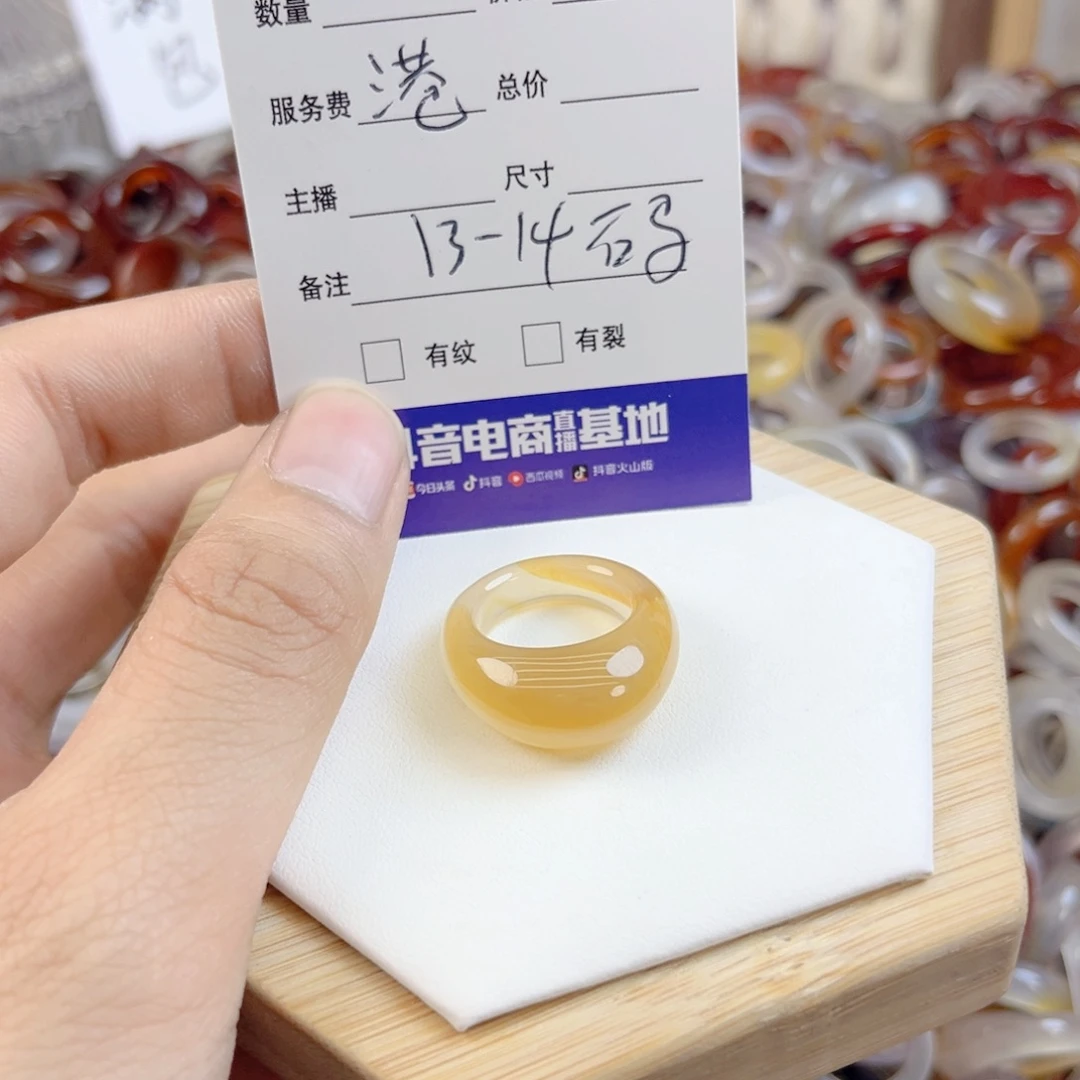 数量
服务费 港 总价
主播 尺寸
备注 13-14右码
有纹 有裂
抖音电商直播基地
今日头条 抖音 西瓜视频 抖音火山版